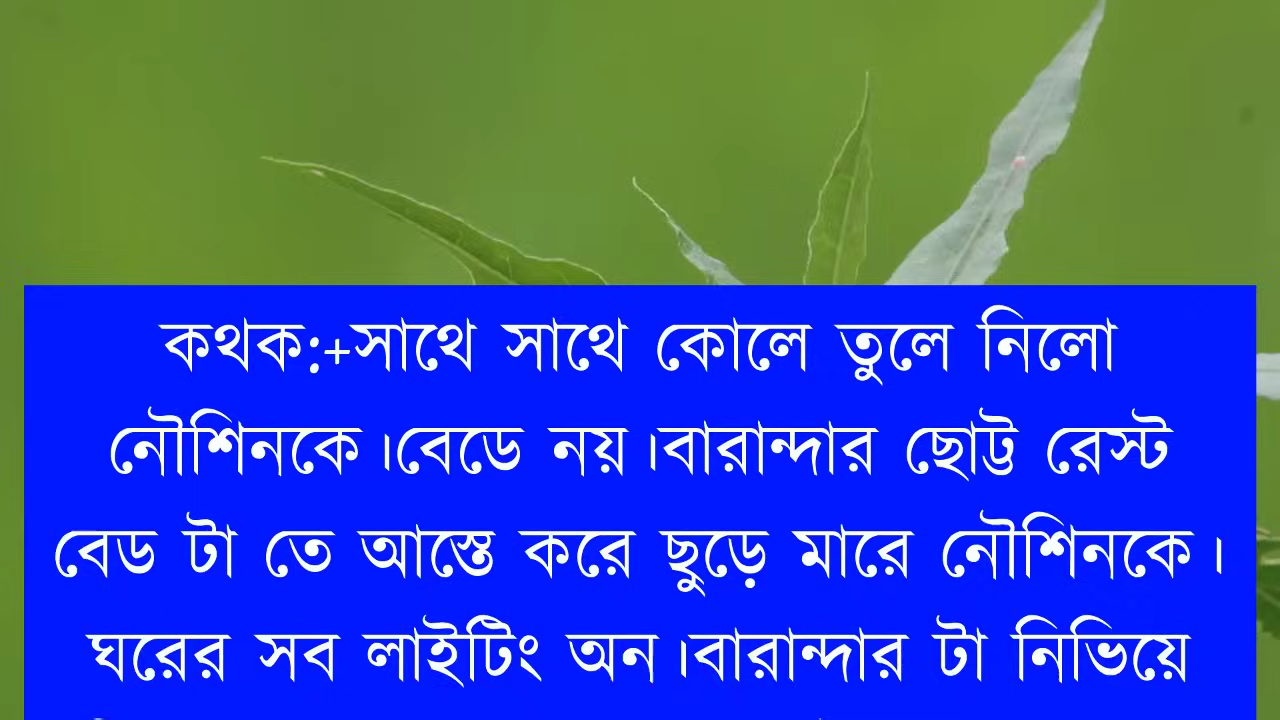 কথক:+সাথে সাথে কোলে তুলে নিলো
নৌশিনকে।বেডে নয়।বারান্দার ছোট্ট রেস্ট
বেড টা তে আস্তে করে ছুড়ে মারে নৌশিনকে।
ঘরের সব লাইটিং অন।বারান্দার টা নিভিয়ে